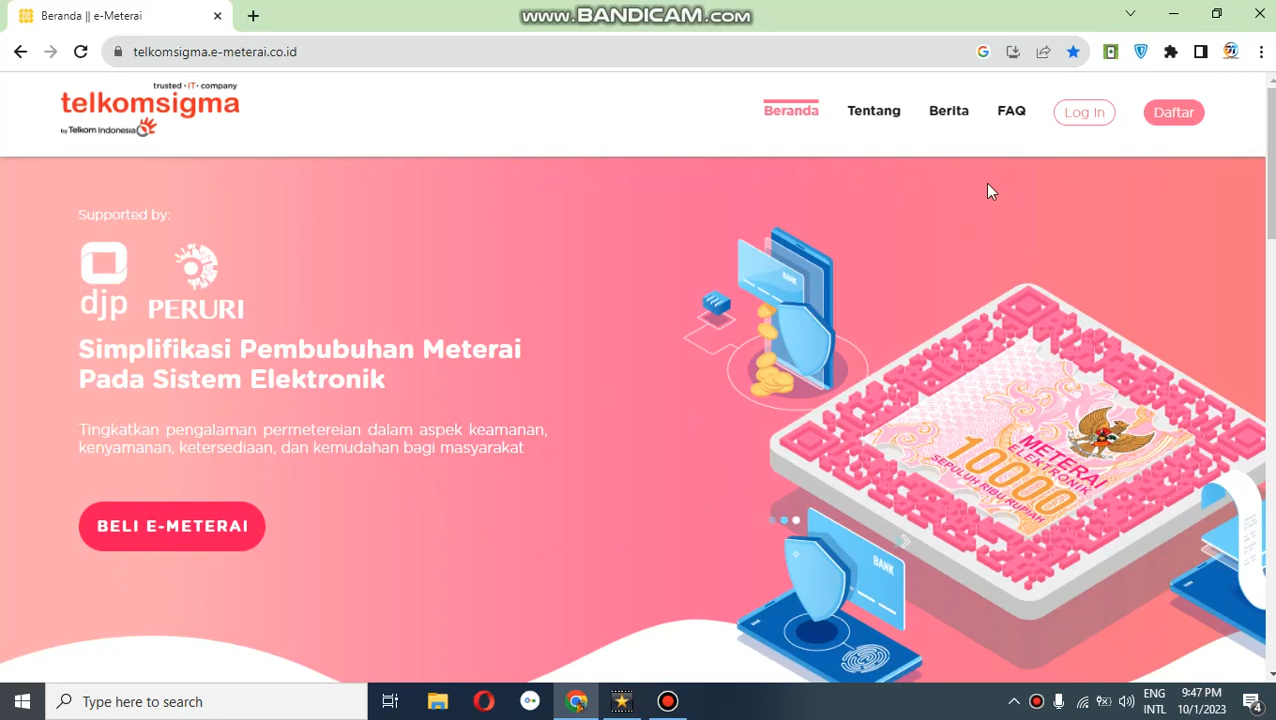 Beranda || e-Meterai
www.BANDICAM.com
telkomsigma.e-meterai.co.id
trusted · IT · company
telkomsigma
by Telkom Indonesia
Beranda
Tentang
Berita
FAQ
Log In
Daftar
Supported by:
djp
PERURI
Simplifikasi Pembubuhan Meterai
Pada Sistem Elektronik
Tingkatkan pengalaman permetereian dalam aspek keamanan,
kenyamanan, ketersediaan, dan kemudahan bagi masyarakat
BELI E-METERAI
BANK
METERAI
ELEKTRONIK
10000
SEPULUH RIBU RUPIAH
BANK
Type here to search
ENG
INTL
9:47 PM
10/1/2023
4